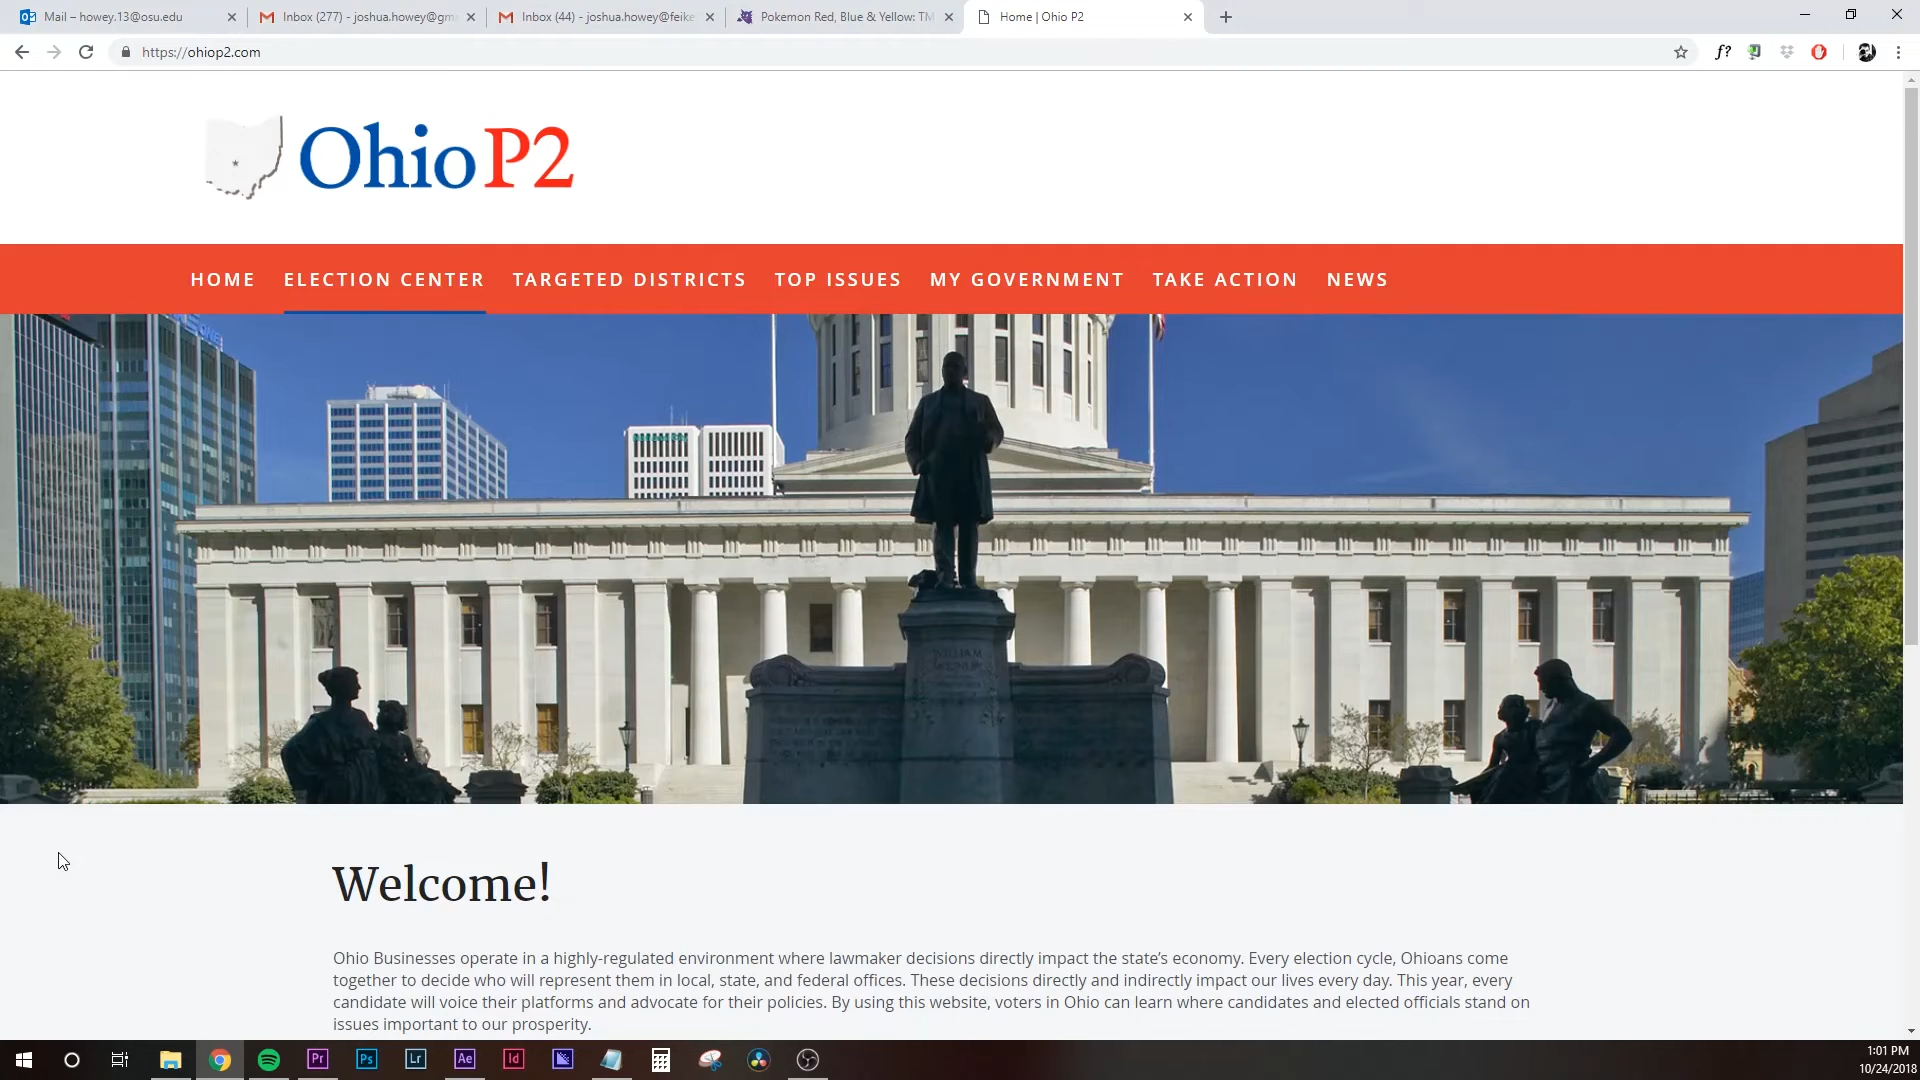 Mail – howey.13@osu.edu
Inbox (277) - joshua.howey@gm
Inbox (44) - joshua.howey@feike
Pokemon Red, Blue & Yellow: TM
Home | Ohio P2
https://ohiop2.com
f?
Ohio P2
HOME
ELECTION CENTER
TARGETED DISTRICTS
TOP ISSUES
MY GOVERNMENT
TAKE ACTION
NEWS
WILLIAM
Welcome!
Ohio Businesses operate in a highly-regulated environment where lawmaker decisions directly impact the state’s economy. Every election cycle, Ohioans come
together to decide who will represent them in local, state, and federal offices. These decisions directly and indirectly impact our lives every day. This year, every
candidate will voice their platforms and advocate for their policies. By using this website, voters in Ohio can learn where candidates and elected officials stand on
issues important to our prosperity.
Pr
Ps
Lr
Ae
Id
1:01 PM
10/24/2018